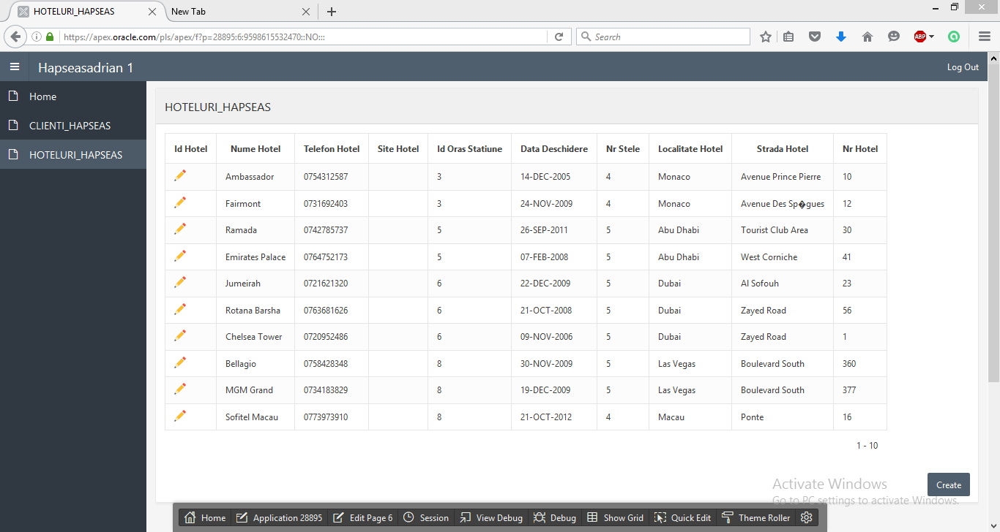 HOTELURI_HAPSEAS New Tab
https://apex.oracle.com/pls/apex/f?p=28895:6:9598615532470::NO::: Search ABP
Hapseasadrian 1 Log Out
Home
CLIENTI_HAPSEAS
HOTELURI_HAPSEAS
HOTELURI_HAPSEAS
Id Hotel Nume Hotel Telefon Hotel Site Hotel Id Oras Statiune Data Deschidere Nr Stele Localitate Hotel Strada Hotel Nr Hotel
Ambassador 0754312587 3 14-DEC-2005 4 Monaco Avenue Prince Pierre 10
Fairmont 0731692403 3 24-NOV-2009 4 Monaco Avenue Des Sp�gues 12
Ramada 0742785737 5 26-SEP-2011 5 Abu Dhabi Tourist Club Area 30
Emirates Palace 0764752173 5 07-FEB-2008 5 Abu Dhabi West Corniche 41
Jumeirah 0721621320 6 22-DEC-2009 5 Dubai Al Sofouh 23
Rotana Barsha 0763681626 6 21-OCT-2008 5 Dubai Zayed Road 56
Chelsea Tower 0720952486 6 09-NOV-2006 5 Dubai Zayed Road 1
Bellagio 0758428348 8 30-NOV-2009 5 Las Vegas Boulevard South 360
MGM Grand 0734183829 8 19-DEC-2009 5 Las Vegas Boulevard South 377
Sofitel Macau 0773973910 8 21-OCT-2012 4 Macau Ponte 16
1 - 10
Activate Windows
Create
Go to PC settings to activate Windows.
Home Application 28895 Edit Page 6 Session View Debug Debug Show Grid Quick Edit Theme Roller